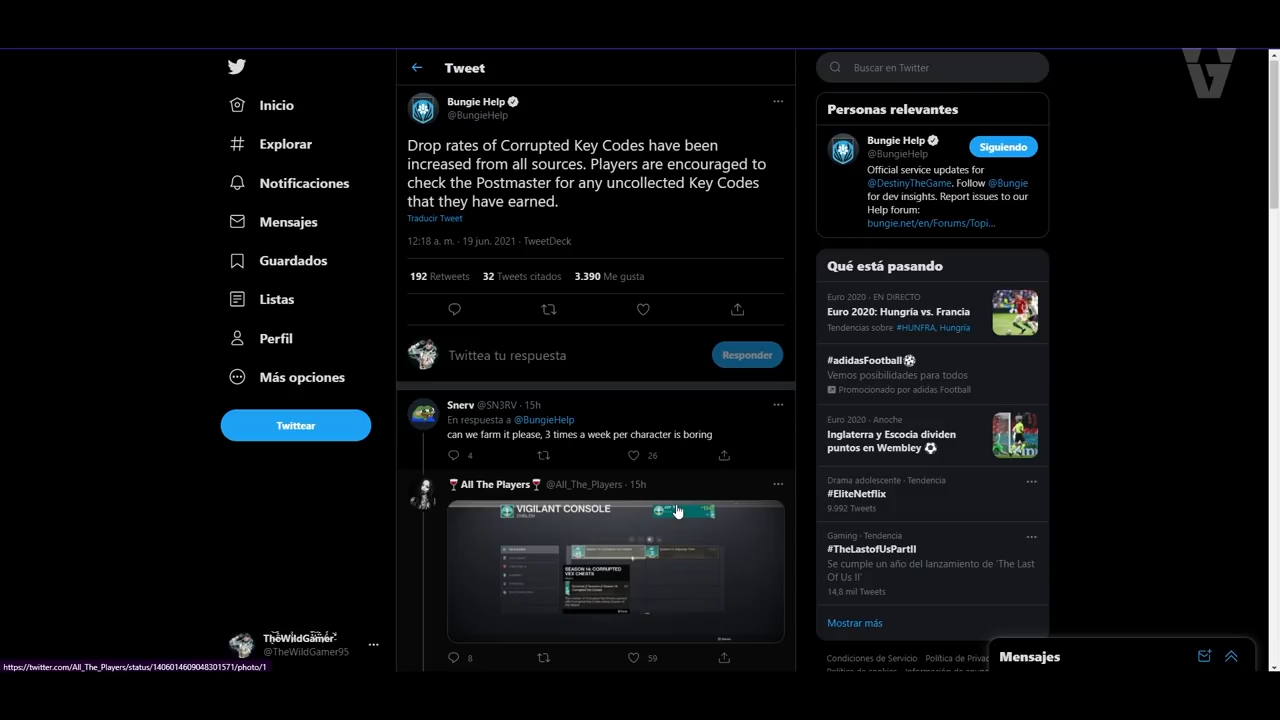 Inicio
Explorar
Notificaciones
Mensajes
Guardados
Listas
Perfil
Más opciones
Twittear
TheWildGamer
@TheWildGamer95
https://twitter.com/All_The_Players/status/1406014609048301571/photo/1
Tweet
Bungie Help
@BungieHelp
Drop rates of Corrupted Key Codes have been
increased from all sources. Players are encouraged to
check the Postmaster for any uncollected Key Codes
that they have earned.
Traducir Tweet
12:18 a. m. · 19 jun. 2021 · TweetDeck
192 Retweets 32 Tweets citados 3.390 Me gusta
Twittea tu respuesta
Responder
Snerv @SN3RV · 15h
En respuesta a @BungieHelp
can we farm it please, 3 times a week per character is boring
4 26
All The Players @All_The_Players · 15h
VIGILANT CONSOLE
EMBLEM
SEASON 14: CORRUPTED
VEX CHESTS
8 59
Buscar en Twitter
Personas relevantes
Bungie Help
@BungieHelp
Siguiendo
Official service updates for
@DestinyTheGame. Follow @Bungie
for dev insights. Report issues to our
Help forum:
bungie.net/en/Forums/Topi...
Qué está pasando
Euro 2020 · EN DIRECTO
Euro 2020: Hungría vs. Francia
Tendencias sobre #HUNFRA, Hungría
#adidasFootball
Vemos posibilidades para todos
Promocionado por adidas Football
Euro 2020 · Anoche
Inglaterra y Escocia dividen
puntos en Wembley
Drama adolescente · Tendencia
#EliteNetflix
9.992 Tweets
Gaming · Tendencia
#TheLastofUsPartII
Se cumple un año del lanzamiento de 'The Last
Of Us II'
14,8 mil Tweets
Mostrar más
Condiciones de Servicio Política de Privac
Mensajes